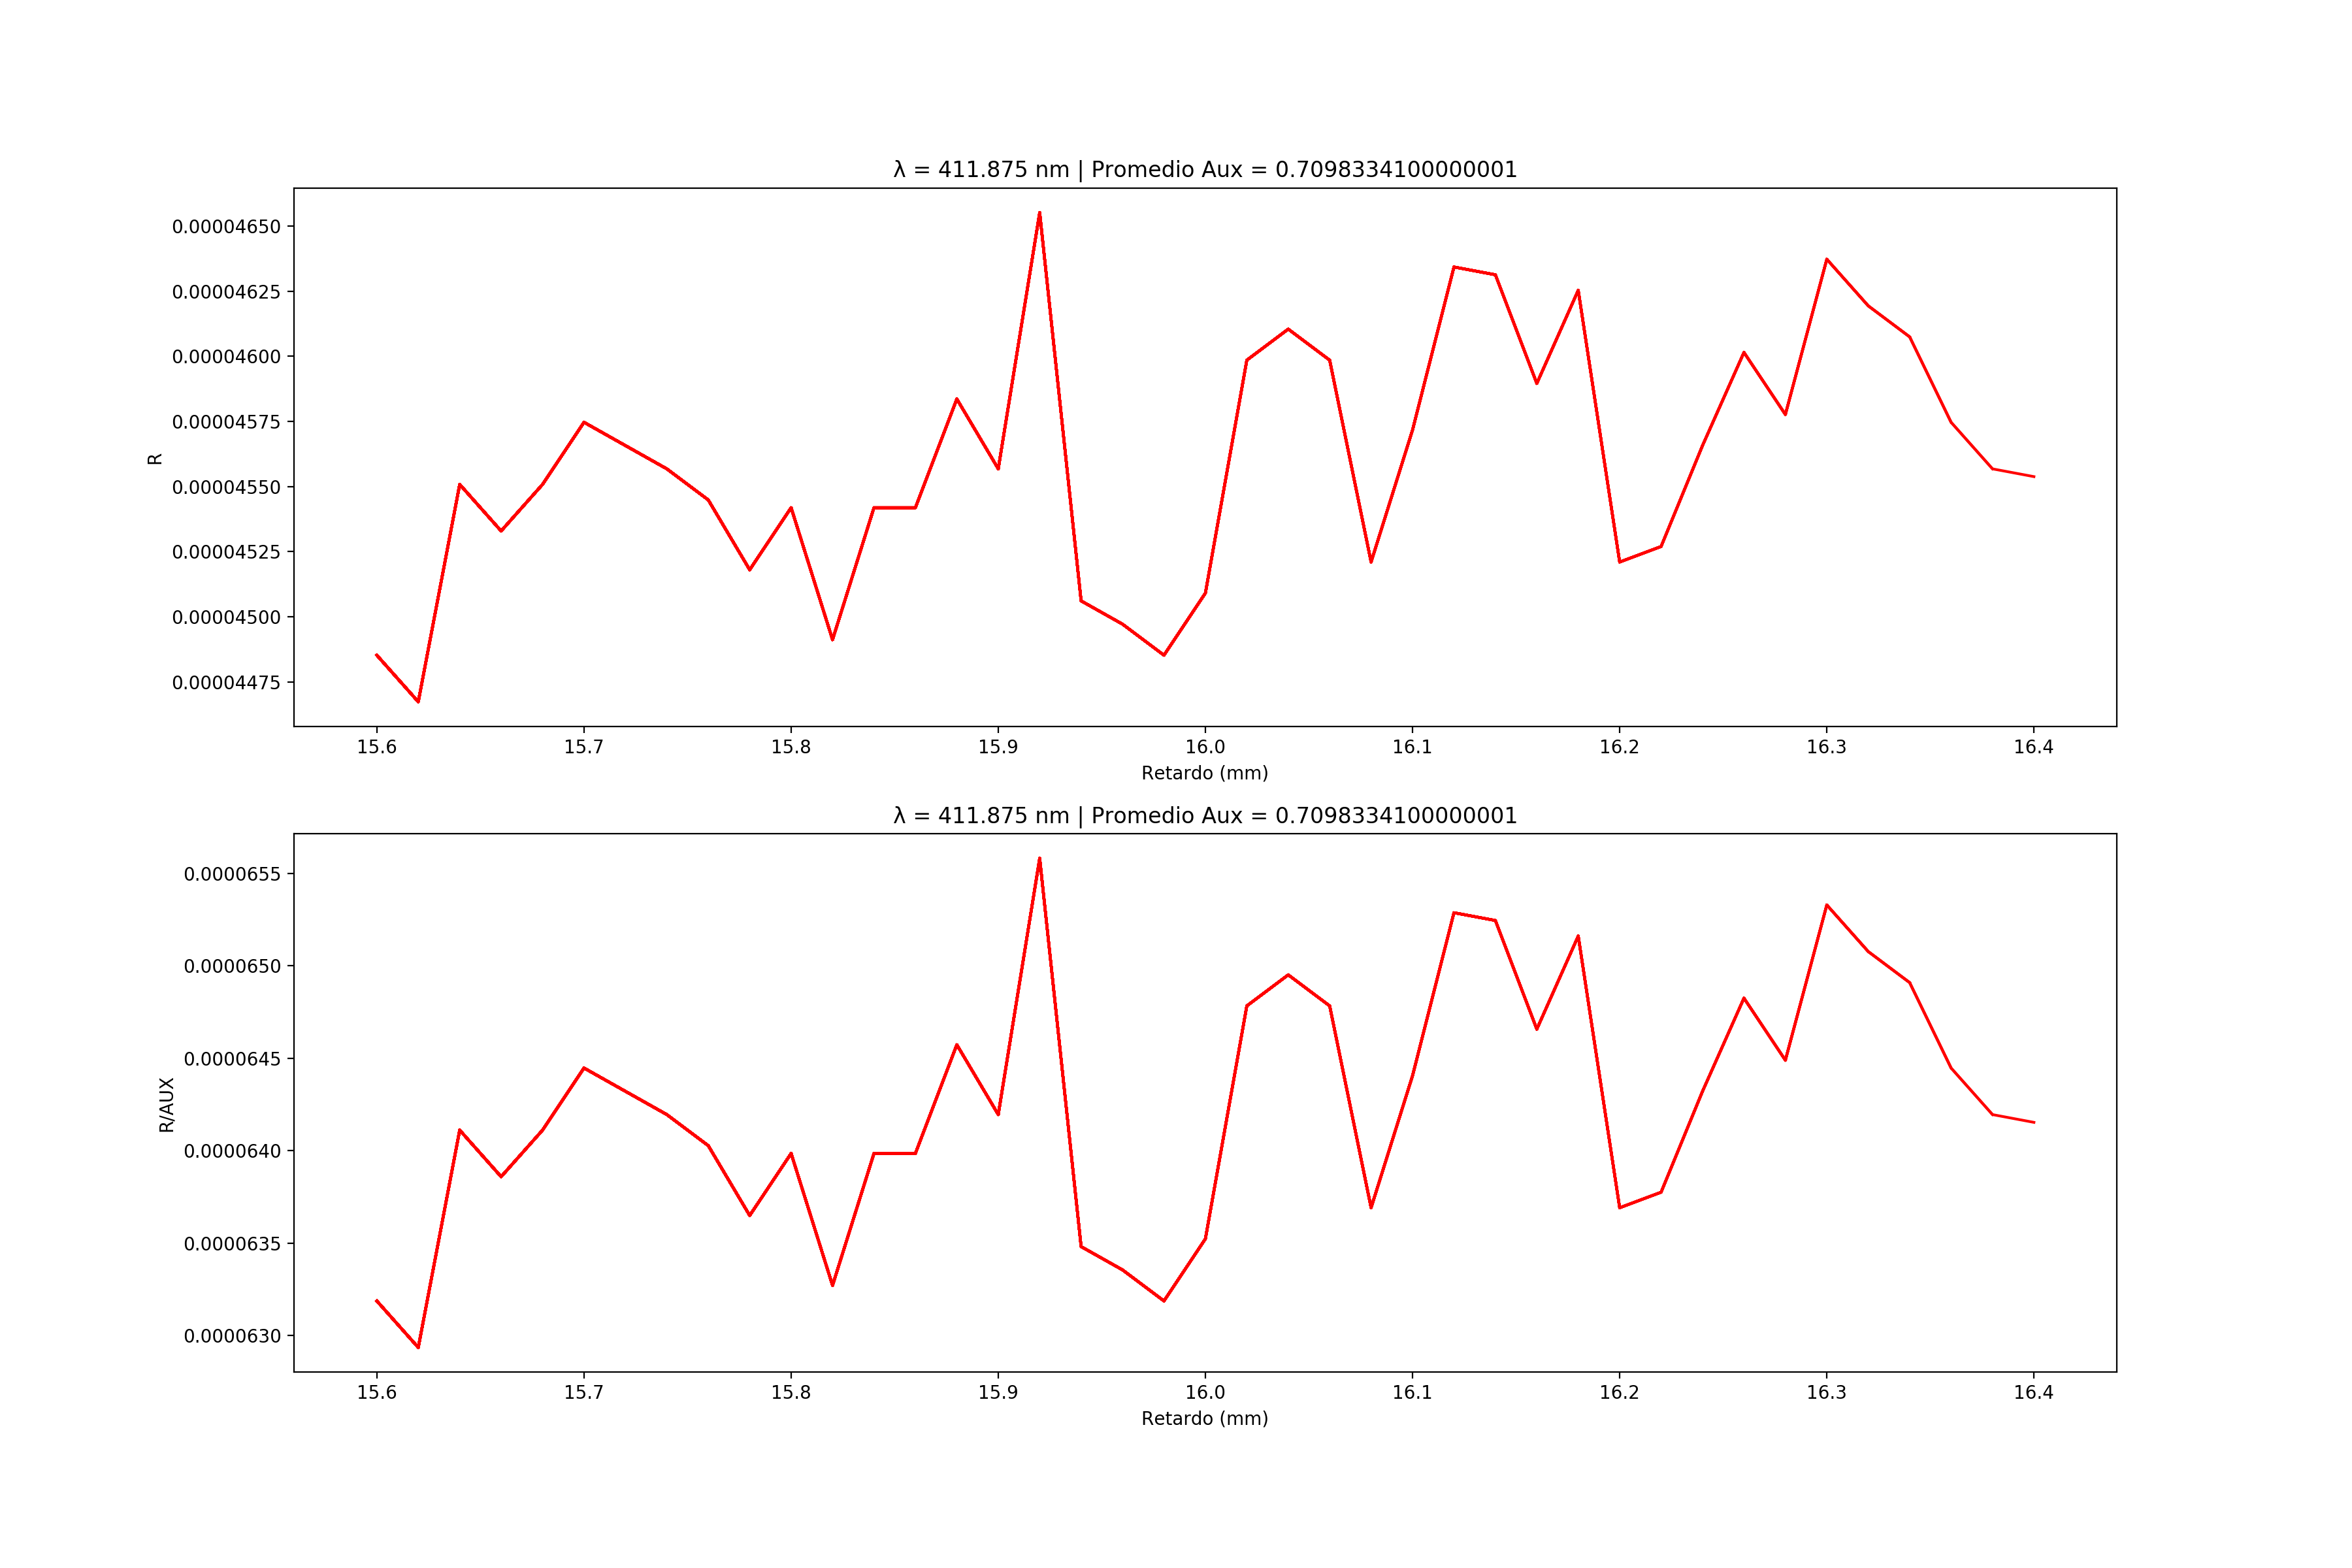 λ = 411.875 nm | Promedio Aux = 0.7098334100000001
0.00004650
0.00004625
0.00004600
0.00004575
0.00004550
0.00004525
0.00004500
0.00004475
R
15.6 15.7 15.8 15.9 16.0 16.1 16.2 16.3 16.4
Retardo (mm)
λ = 411.875 nm | Promedio Aux = 0.7098334100000001
0.0000655
0.0000650
0.0000645
0.0000640
0.0000635
0.0000630
R/AUX
15.6 15.7 15.8 15.9 16.0 16.1 16.2 16.3 16.4
Retardo (mm)